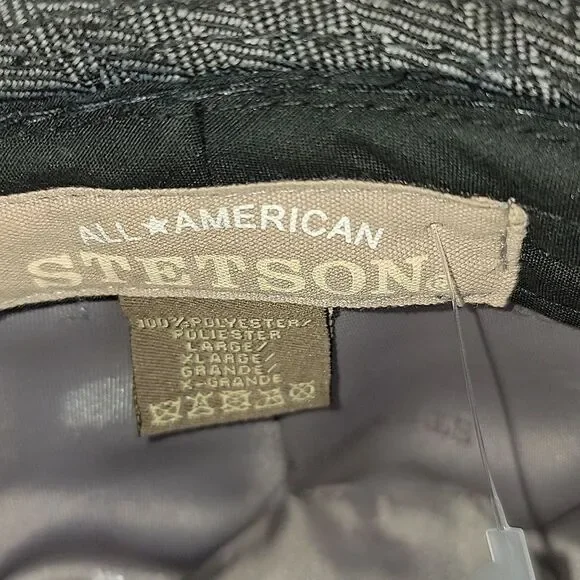 ALL★AMERICAN
STETSON®
100% POLYESTER/
POLIESTER
LARGE/
XLARGE/
GRANDE/
X-GRANDE